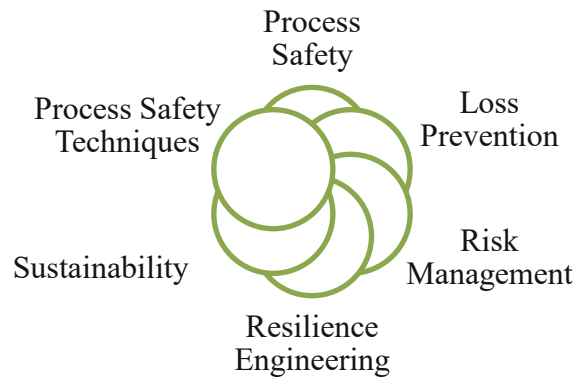 Process
Safety
Loss
Prevention
Risk
Management
Resilience
Engineering
Sustainability
Process Safety
Techniques